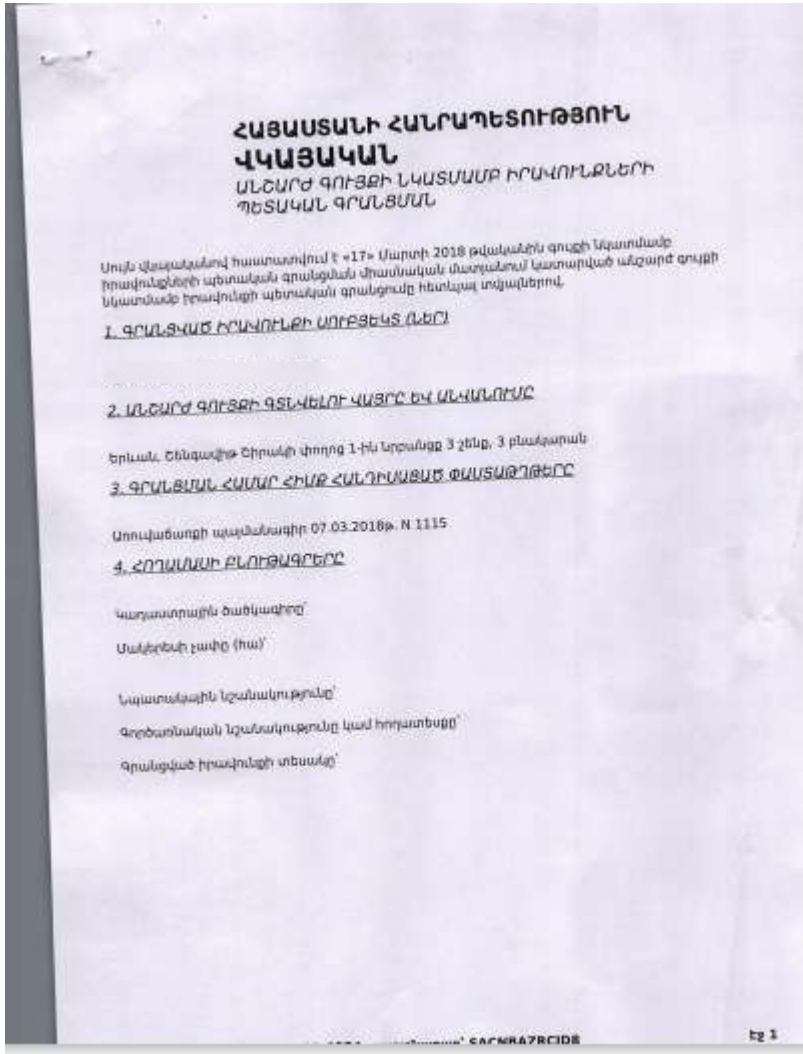 ՀԱՅԱՍՏԱՆԻ ՀԱՆՐԱՊԵՏՈՒԹՅՈՒՆ
ՎԿԱՅԱԿԱՆ
ԱՆՇԱՐԺ ԳՈՒՅՔԻ ՆԿԱՏՄԱՄԲ ԻՐԱՎՈՒՆՔՆԵՐԻ
ՊԵՏԱԿԱՆ ԳՐԱՆՑՄԱՆ
Սույն վկայականով հաստատվում է «17» Մարտի 2018 թվականին գույքի նկատմամբ
իրավունքների պետական գրանցման միասնական մատյանում կատարված անշարժ գույքի
նկատմամբ իրավունքի պետական գրանցումը հետևյալ տվյալներով.
1. ԳՐԱՆՑՎԱԾ ԻՐԱՎՈՒՆՔԻ ՍՈՒԲՅԵԿՏ (ՆԵՐ)
2. ԱՆՇԱՐԺ ԳՈՒՅՔԻ ԳՏՆՎԵԼՈՒ ՎԱՅՐԸ ԵՎ ԱՆՎԱՆՈՒՄԸ
Երևան, Շենգավիթ Շիրակի փողոց 1-ին նրբանցք 3 շենք, 3 բնակարան
3. ԳՐԱՆՑՄԱՆ ՀԱՄԱՐ ՀԻՄՔ ՀԱՆԴԻՍԱՑԱԾ ՓԱՍՏԱԹՂԹԵՐԸ
Առուվաճառքի պայմանագիր 07.03.2018թ. N 1115
4. ՀՈՂԱՄԱՍԻ ԲՆՈՒԹԱԳՐԵՐԸ
Կադաստրային ծածկագիրը՝
Մակերեսի չափը (հա)՝
Նպատակային նշանակությունը՝
Գործառնական նշանակությունը կամ հողատեսքը՝
Գրանցված իրավունքի տեսակը՝
SACNBAZRCID8
Էջ 1